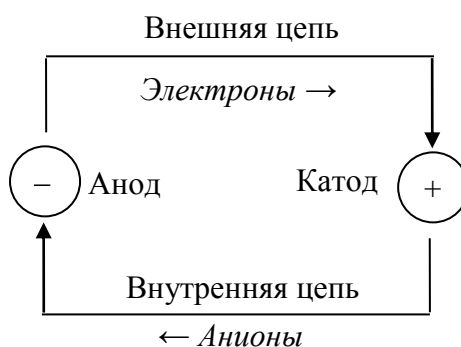 Внешняя цепь
Электроны →
− Анод Катод +
Внутренняя цепь
← Анионы